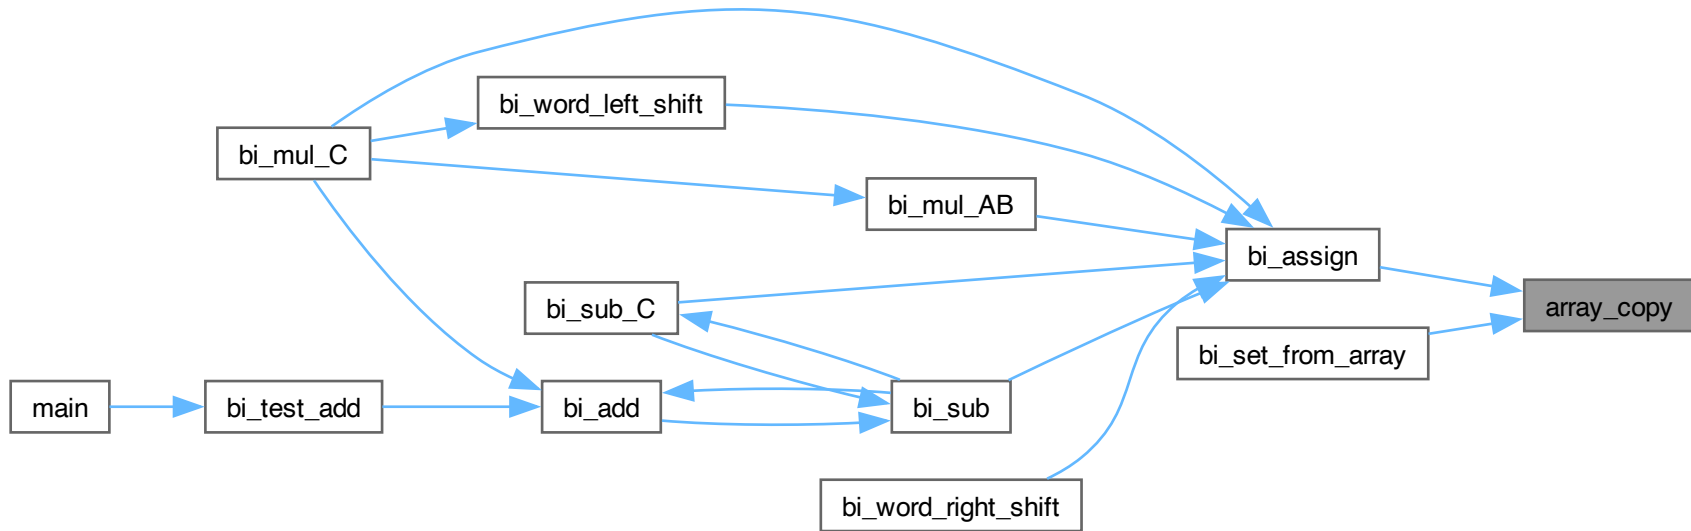 bi_word_left_shift
bi_mul_C
bi_mul_AB
bi_assign
bi_sub_C
array_copy
bi_set_from_array
main
bi_test_add
bi_add
bi_sub
bi_word_right_shift